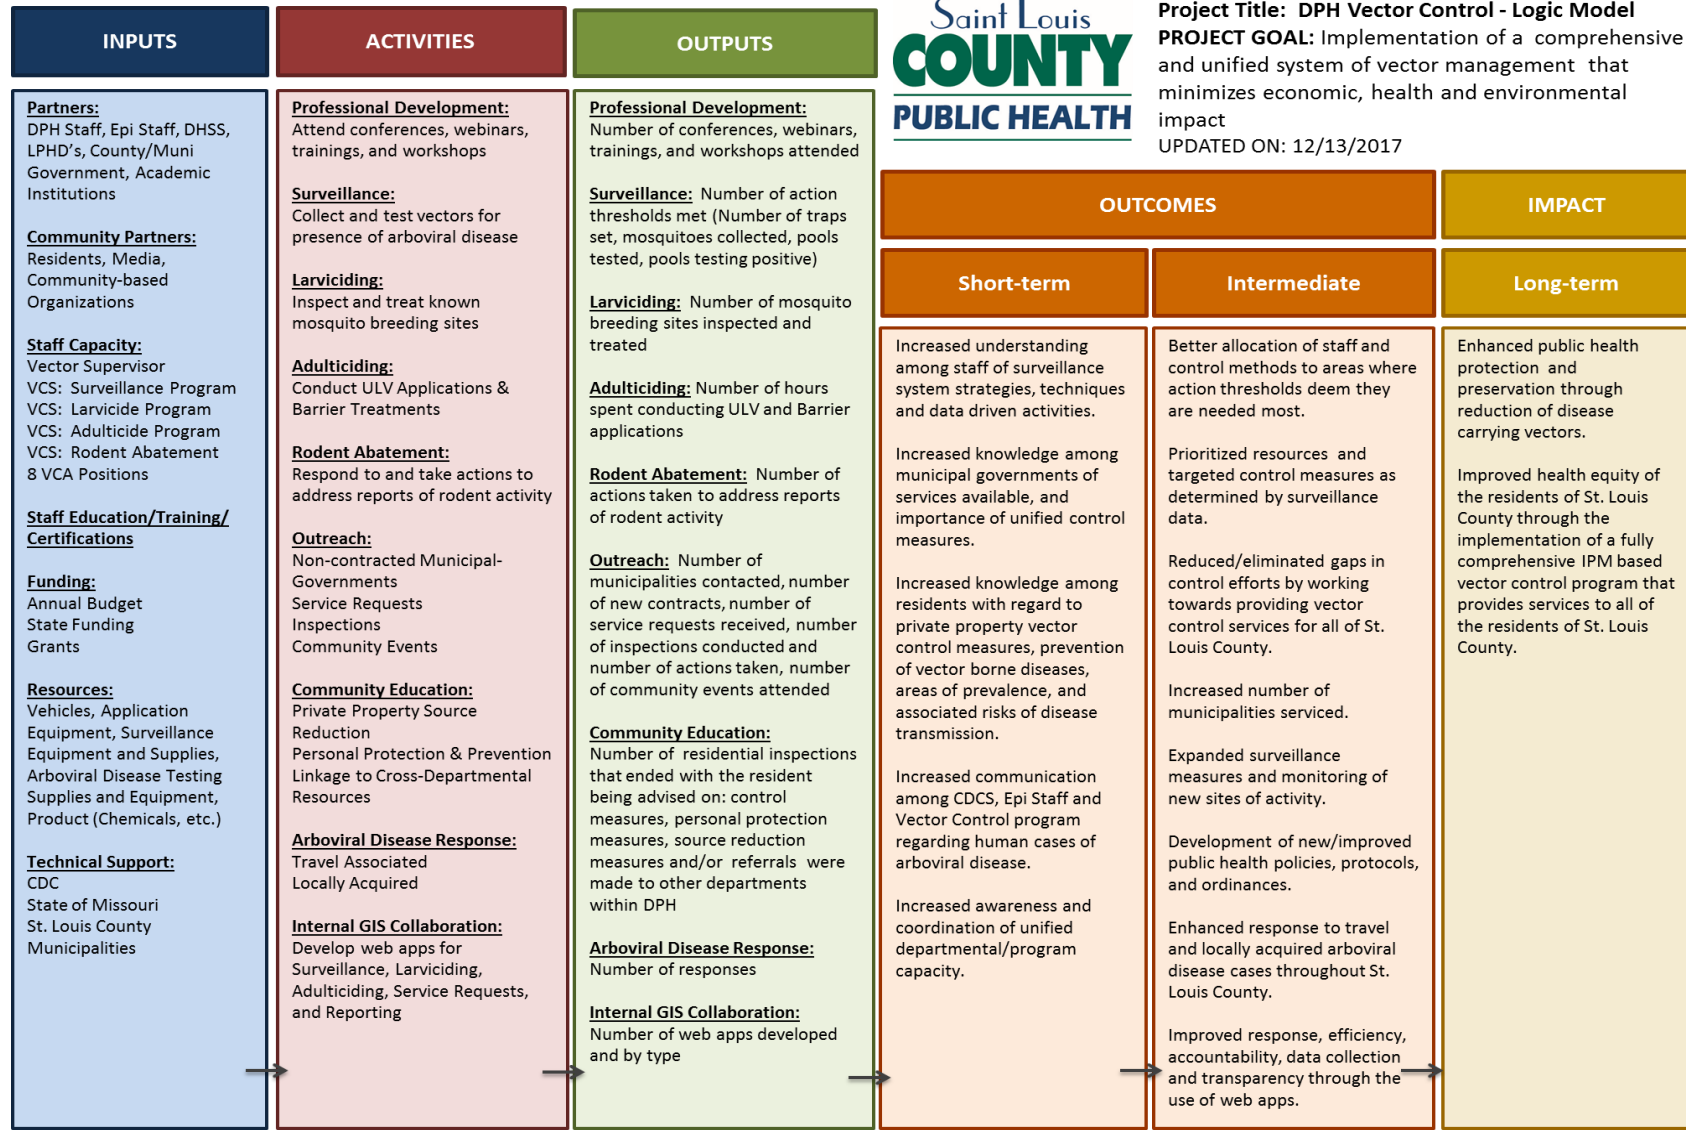 INPUTS
Partners:
DPH Staff, Epi Staff, DHSS,
LPHD's, County/Muni
Government, Academic
Institutions
Community Partners:
Residents, Media,
Community-based
Organizations
Staff Capacity:
Vector Supervisor
VCS: Surveillance Program
VCS: Larvicide Program
VCS: Adulticide Program
VCS: Rodent Abatement
8 VCA Positions
Staff Education/Training/
Certifications
Funding:
Annual Budget
State Funding
Grants
Resources:
Vehicles, Application
Equipment, Surveillance
Equipment and Supplies,
Arboviral Disease Testing
Supplies and Equipment,
Product (Chemicals, etc.)
Technical Support:
CDC
State of Missouri
St. Louis County
Municipalities
ACTIVITIES
Professional Development:
Attend conferences, webinars,
trainings, and workshops
Surveillance:
Collect and test vectors for
presence of arboviral disease
Larviciding:
Inspect and treat known
mosquito breeding sites
Adulticiding:
Conduct ULV Applications &
Barrier Treatments
Rodent Abatement:
Respond to and take actions to
address reports of rodent activity
Outreach:
Non-contracted Municipal-
Governments
Service Requests
Inspections
Community Events
Community Education:
Private Property Source
Reduction
Personal Protection & Prevention
Linkage to Cross-Departmental
Resources
Arboviral Disease Response:
Travel Associated
Locally Acquired
Internal GIS Collaboration:
Develop web apps for
Surveillance, Larviciding,
Adulticiding, Service Requests,
and Reporting
OUTPUTS
Professional Development:
Number of conferences, webinars,
trainings, and workshops attended
Surveillance: Number of action
thresholds met (Number of traps
set, mosquitoes collected, pools
tested, pools testing positive)
Larviciding: Number of mosquito
breeding sites inspected and
treated
Adulticiding: Number of hours
spent conducting ULV and Barrier
applications
Rodent Abatement: Number of
actions taken to address reports
of rodent activity
Outreach: Number of
municipalities contacted, number
of new contracts, number of
service requests received, number
of inspections conducted and
number of actions taken, number
of community events attended
Community Education:
Number of residential inspections
that ended with the resident
being advised on: control
measures, personal protection
measures, source reduction
measures and/or referrals were
made to other departments
within DPH
Arboviral Disease Response:
Number of responses
Internal GIS Collaboration:
Number of web apps developed
and by type
Saint Louis
COUNTY
PUBLIC HEALTH
Project Title: DPH Vector Control - Logic Model
PROJECT GOAL: Implementation of a comprehensive
and unified system of vector management that
minimizes economic, health and environmental
impact
UPDATED ON: 12/13/2017
OUTCOMES
Short-term
Increased understanding
among staff of surveillance
system strategies, techniques
and data driven activities.
Increased knowledge among
municipal governments of
services available, and
importance of unified control
measures.
Increased knowledge among
residents with regard to
private property vector
control measures, prevention
of vector borne diseases,
areas of prevalence, and
associated risks of disease
transmission.
Increased communication
among CDCS, Epi Staff and
Vector Control program
regarding human cases of
arboviral disease.
Increased awareness and
coordination of unified
departmental/program
capacity.
Intermediate
Better allocation of staff and
control methods to areas where
action thresholds deem they
are needed most.
Prioritized resources and
targeted control measures as
determined by surveillance
data.
Reduced/eliminated gaps in
control efforts by working
towards providing vector
control services for all of St.
Louis County.
Increased number of
municipalities serviced.
Expanded surveillance
measures and monitoring of
new sites of activity.
Development of new/improved
public health policies, protocols,
and ordinances.
Enhanced response to travel
and locally acquired arboviral
disease cases throughout St.
Louis County.
Improved response, efficiency,
accountability, data collection
and transparency through the
use of web apps.
IMPACT
Long-term
Enhanced public health
protection and
preservation through
reduction of disease
carrying vectors.
Improved health equity of
the residents of St. Louis
County through the
implementation of a fully
comprehensive IPM based
vector control program that
provides services to all of
the residents of St. Louis
County.